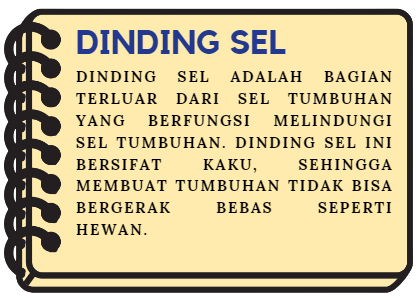 DINDING SEL
DINDING SEL ADALAH BAGIAN
TERLUAR DARI SEL TUMBUHAN
YANG BERFUNGSI MELINDUNGI
SEL TUMBUHAN. DINDING SEL INI
BERSIFAT KAKU, SEHINGGA
MEMBUAT TUMBUHAN TIDAK BISA
BERGERAK BEBAS SEPERTI
HEWAN.